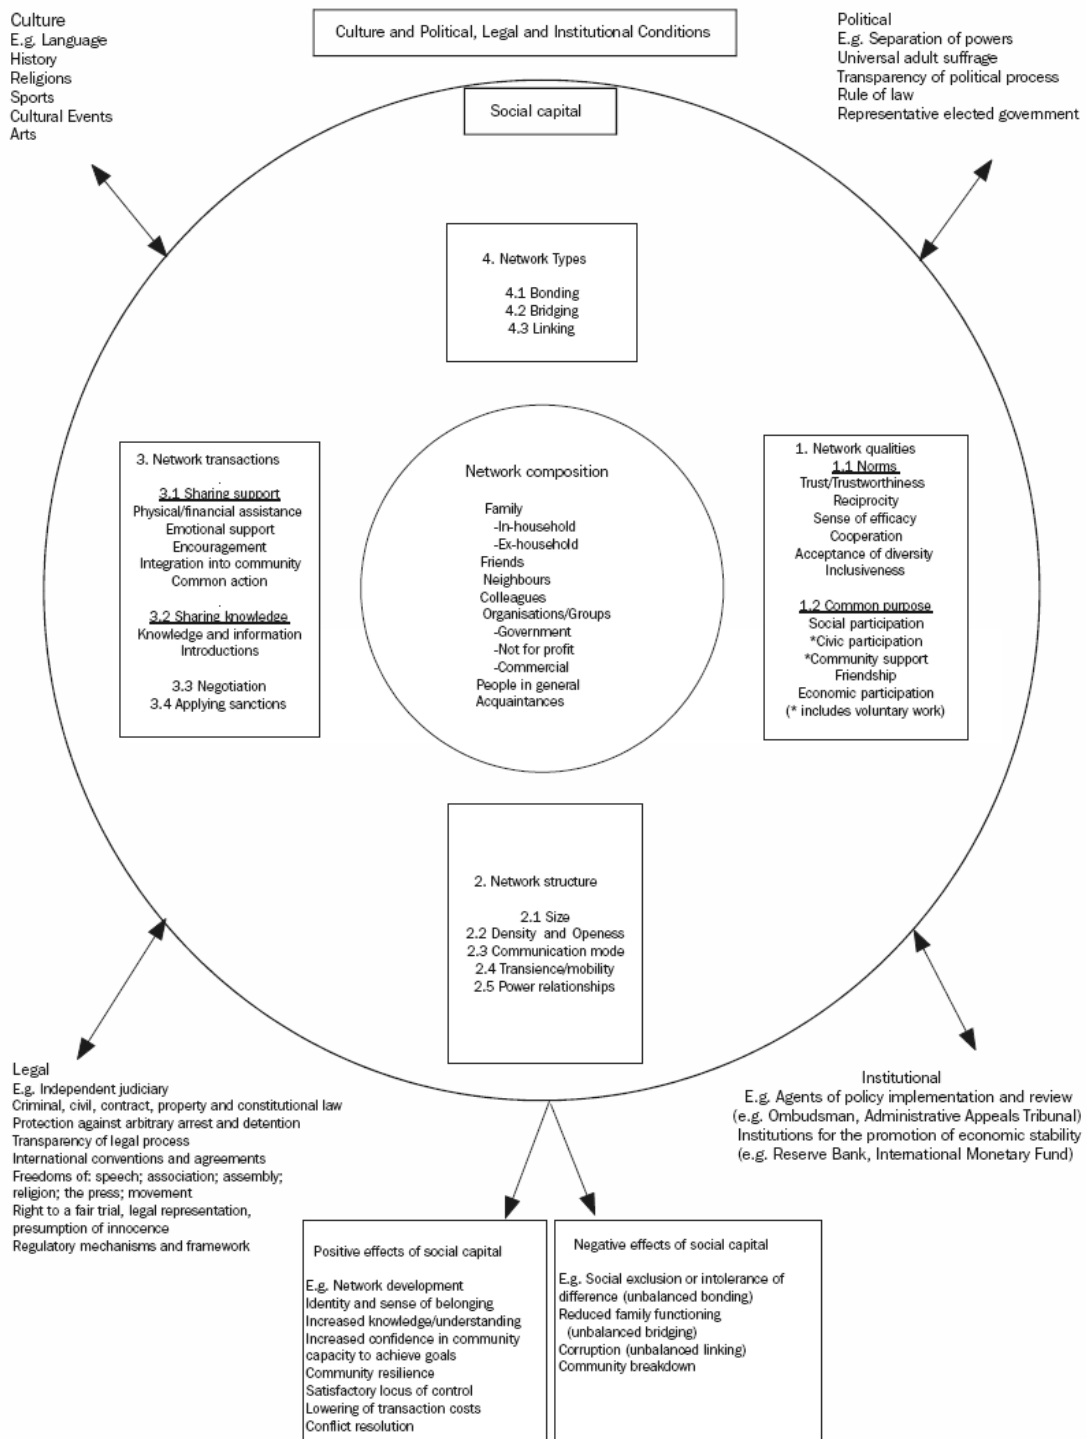 Culture
E.g. Language
History
Religions
Sports
Cultural Events
Arts
Culture and Political, Legal and Institutional Conditions
Political
E.g. Separation of powers
Universal adult suffrage
Transparency of political process
Rule of law
Representative elected government
Social capital
4. Network Types
4.1 Bonding
4.2 Bridging
4.3 Linking
3. Network transactions
3.1 Sharing support
Physical/financial assistance
Emotional support
Encouragement
Integration into community
Common action
3.2 Sharing knowledge
Knowledge and information
Introductions
3.3 Negotiation
3.4 Applying sanctions
Network composition
Family
-In-household
-Ex-household
Friends
Neighbours
Colleagues
Organisations/Groups
-Government
-Not for profit
-Commercial
People in general
Acquaintances
1. Network qualities
1.1 Norms
Trust/Trustworthiness
Reciprocity
Sense of efficacy
Cooperation
Acceptance of diversity
Inclusiveness
1.2 Common purpose
Social participation
*Civic participation
*Community support
Friendship
Economic participation
(* includes voluntary work)
2. Network structure
2.1 Size
2.2 Density and Openess
2.3 Communication mode
2.4 Transience/mobility
2.5 Power relationships
Legal
E.g. Independent judiciary
Criminal, civil, contract, property and constitutional law
Protection against arbitrary arrest and detention
Transparency of legal process
International conventions and agreements
Freedoms of: speech; association; assembly;
religion; the press; movement
Right to a fair trial, legal representation,
presumption of innocence
Regulatory mechanisms and framework
Institutional
E.g. Agents of policy implementation and review
(e.g. Ombudsman, Administrative Appeals Tribunal)
Institutions for the promotion of economic stability
(e.g. Reserve Bank, International Monetary Fund)
Positive effects of social capital
E.g. Network development
Identity and sense of belonging
Increased knowledge/understanding
Increased confidence in community
capacity to achieve goals
Community resilience
Satisfactory locus of control
Lowering of transaction costs
Conflict resolution
Negative effects of social capital
E.g. Social exclusion or intolerance of
difference (unbalanced bonding)
Reduced family functioning
(unbalanced bridging)
Corruption (unbalanced linking)
Community breakdown